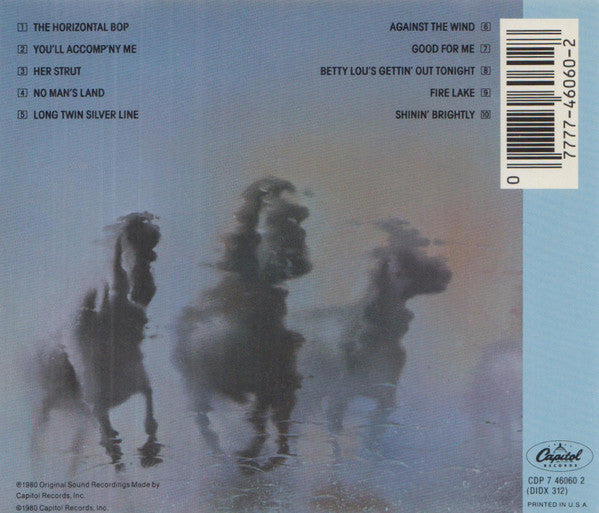 1 THE HORIZONTAL BOP
2 YOU'LL ACCOMP'NY ME
3 HER STRUT
4 NO MAN'S LAND
5 LONG TWIN SILVER LINE
AGAINST THE WIND 6
GOOD FOR ME 7
BETTY LOU'S GETTIN' OUT TONIGHT 8
FIRE LAKE 9
SHININ' BRIGHTLY 10
0 7777-46060-2
℗1980 Original Sound Recordings Made by
Capitol Records, Inc.
©1980 Capitol Records, Inc.
Capitol
RECORDS
CDP 7 46060 2
(DIDX 312)
PRINTED IN U.S.A.